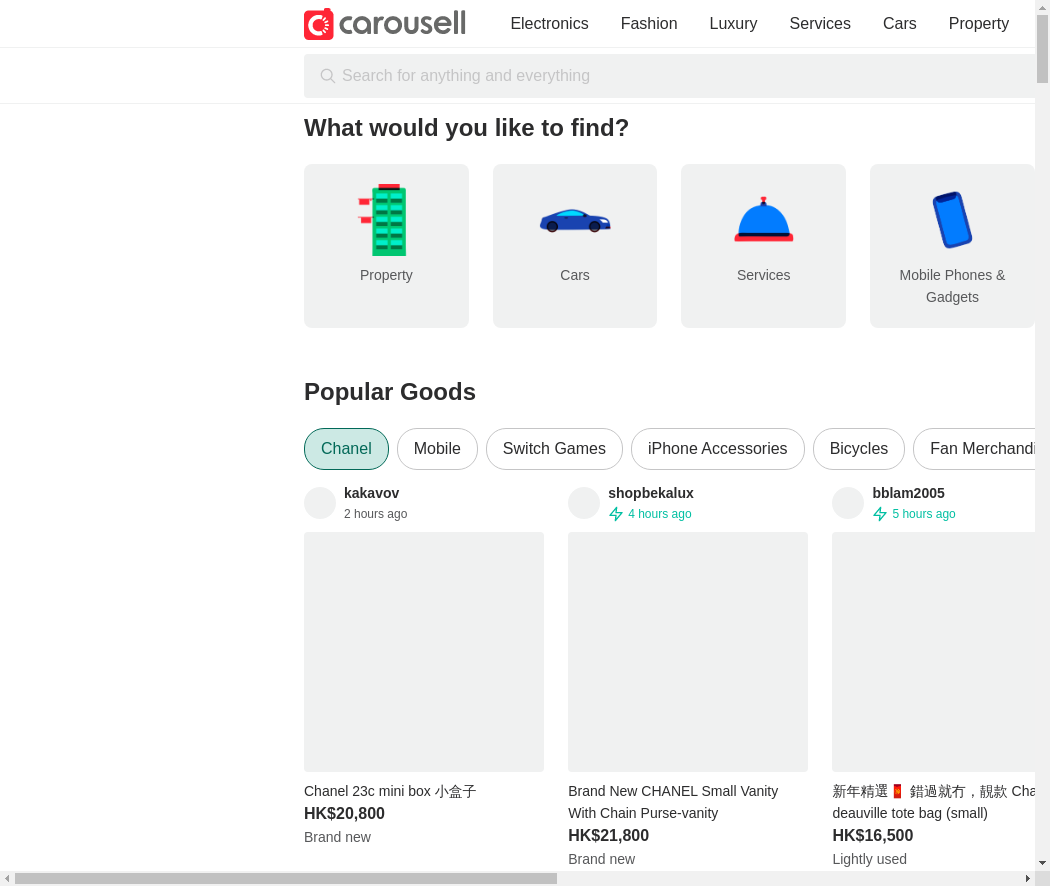 carousell
Electronics
Fashion
Luxury
Services
Cars
Property
Search for anything and everything
What would you like to find?
Property
Cars
Services
Mobile Phones &
Gadgets
Popular Goods
Chanel
Mobile
Switch Games
iPhone Accessories
Bicycles
Fan Merchandi
kakavov
2 hours ago
shopbekalux
4 hours ago
bblam2005
5 hours ago
Chanel 23c mini box 小盒子
HK$20,800
Brand new
Brand New CHANEL Small Vanity
With Chain Purse-vanity
HK$21,800
Brand new
新年精選🧧 錯過就冇，靚款 Cha
deauville tote bag (small)
HK$16,500
Lightly used